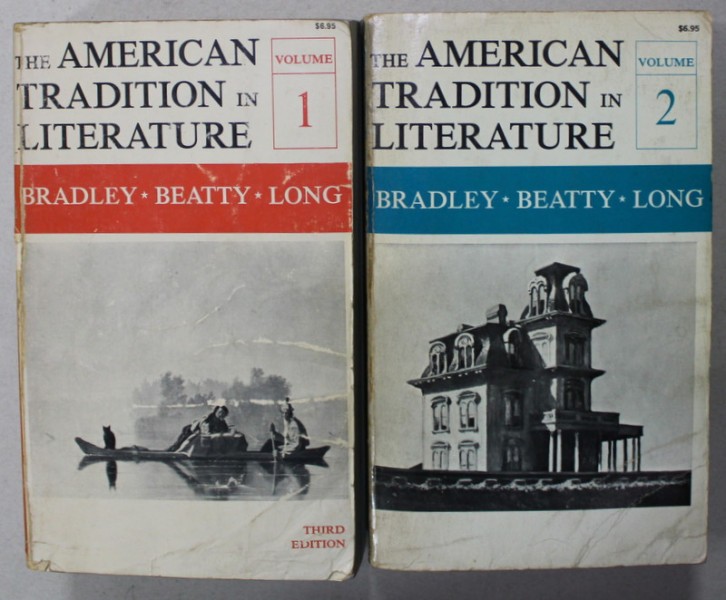 THE AMERICAN
TRADITION IN
LITERATURE
VOLUME
1
$6.95
BRADLEY ★ BEATTY ★ LONG
THIRD
EDITION
THE AMERICAN
TRADITION IN
LITERATURE
VOLUME
2
$6.95
BRADLEY ★ BEATTY ★ LONG